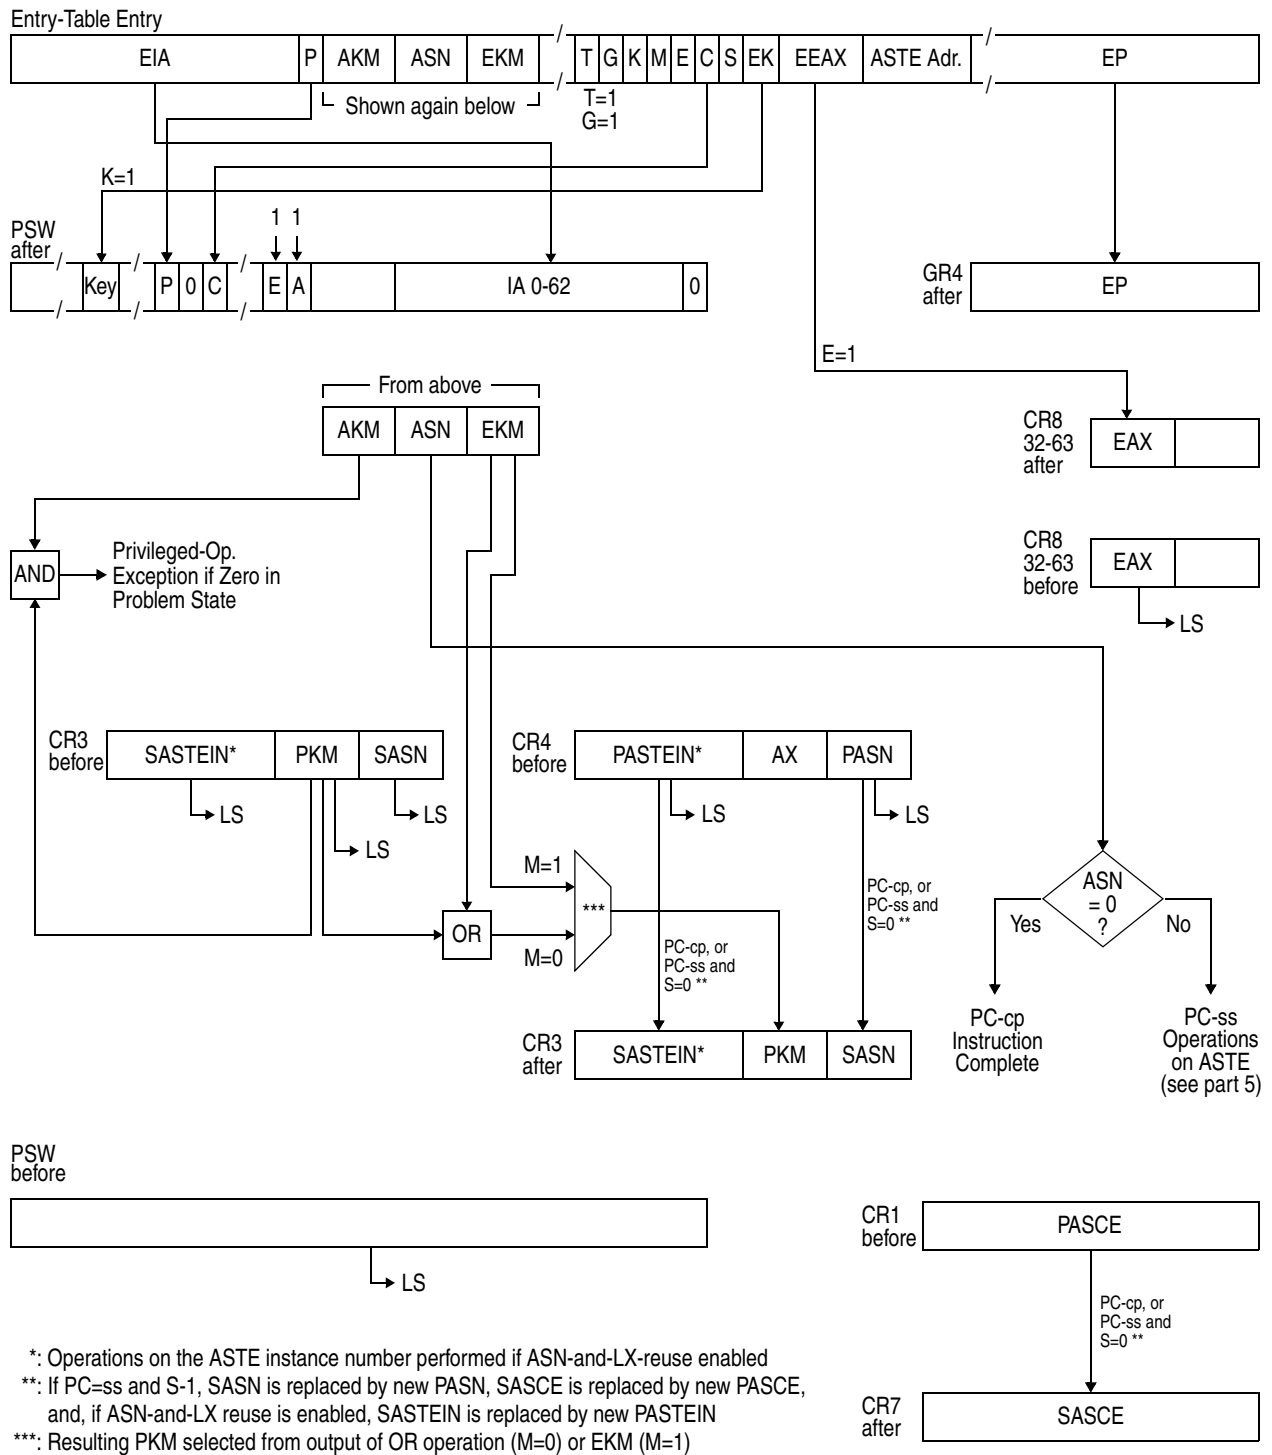 Entry-Table Entry
EIA P AKM ASN EKM T G K M E C S EK EEAX ASTE Adr. EP
Shown again below
T=1
G=1
K=1
1 1
PSW
after
Key P 0 C E A IA 0-62 0
GR4
after
EP
E=1
From above
AKM ASN EKM
CR8
32-63
after
EAX
AND
Privileged-Op.
Exception if Zero in
Problem State
CR8
32-63
before
EAX
LS
CR3
before
SASTEIN* PKM SASN
LS
LS
LS
CR4
before
PASTEIN* AX PASN
LS
LS
M=1
***
OR
M=0
PC-cp, or
PC-ss and
S=0 **
PC-cp, or
PC-ss and
S=0 **
ASN
= 0
?
Yes
No
PC-cp
Instruction
Complete
PC-ss
Operations
on ASTE
(see part 5)
CR3
after
SASTEIN* PKM SASN
PSW
before
LS
CR1
before
PASCE
PC-cp, or
PC-ss and
S=0 **
CR7
after
SASCE
*: Operations on the ASTE instance number performed if ASN-and-LX-reuse enabled
**: If PC=ss and S-1, SASN is replaced by new PASN, SASCE is replaced by new PASCE,
and, if ASN-and-LX reuse is enabled, SASTEIN is replaced by new PASTEIN
***: Resulting PKM selected from output of OR operation (M=0) or EKM (M=1)